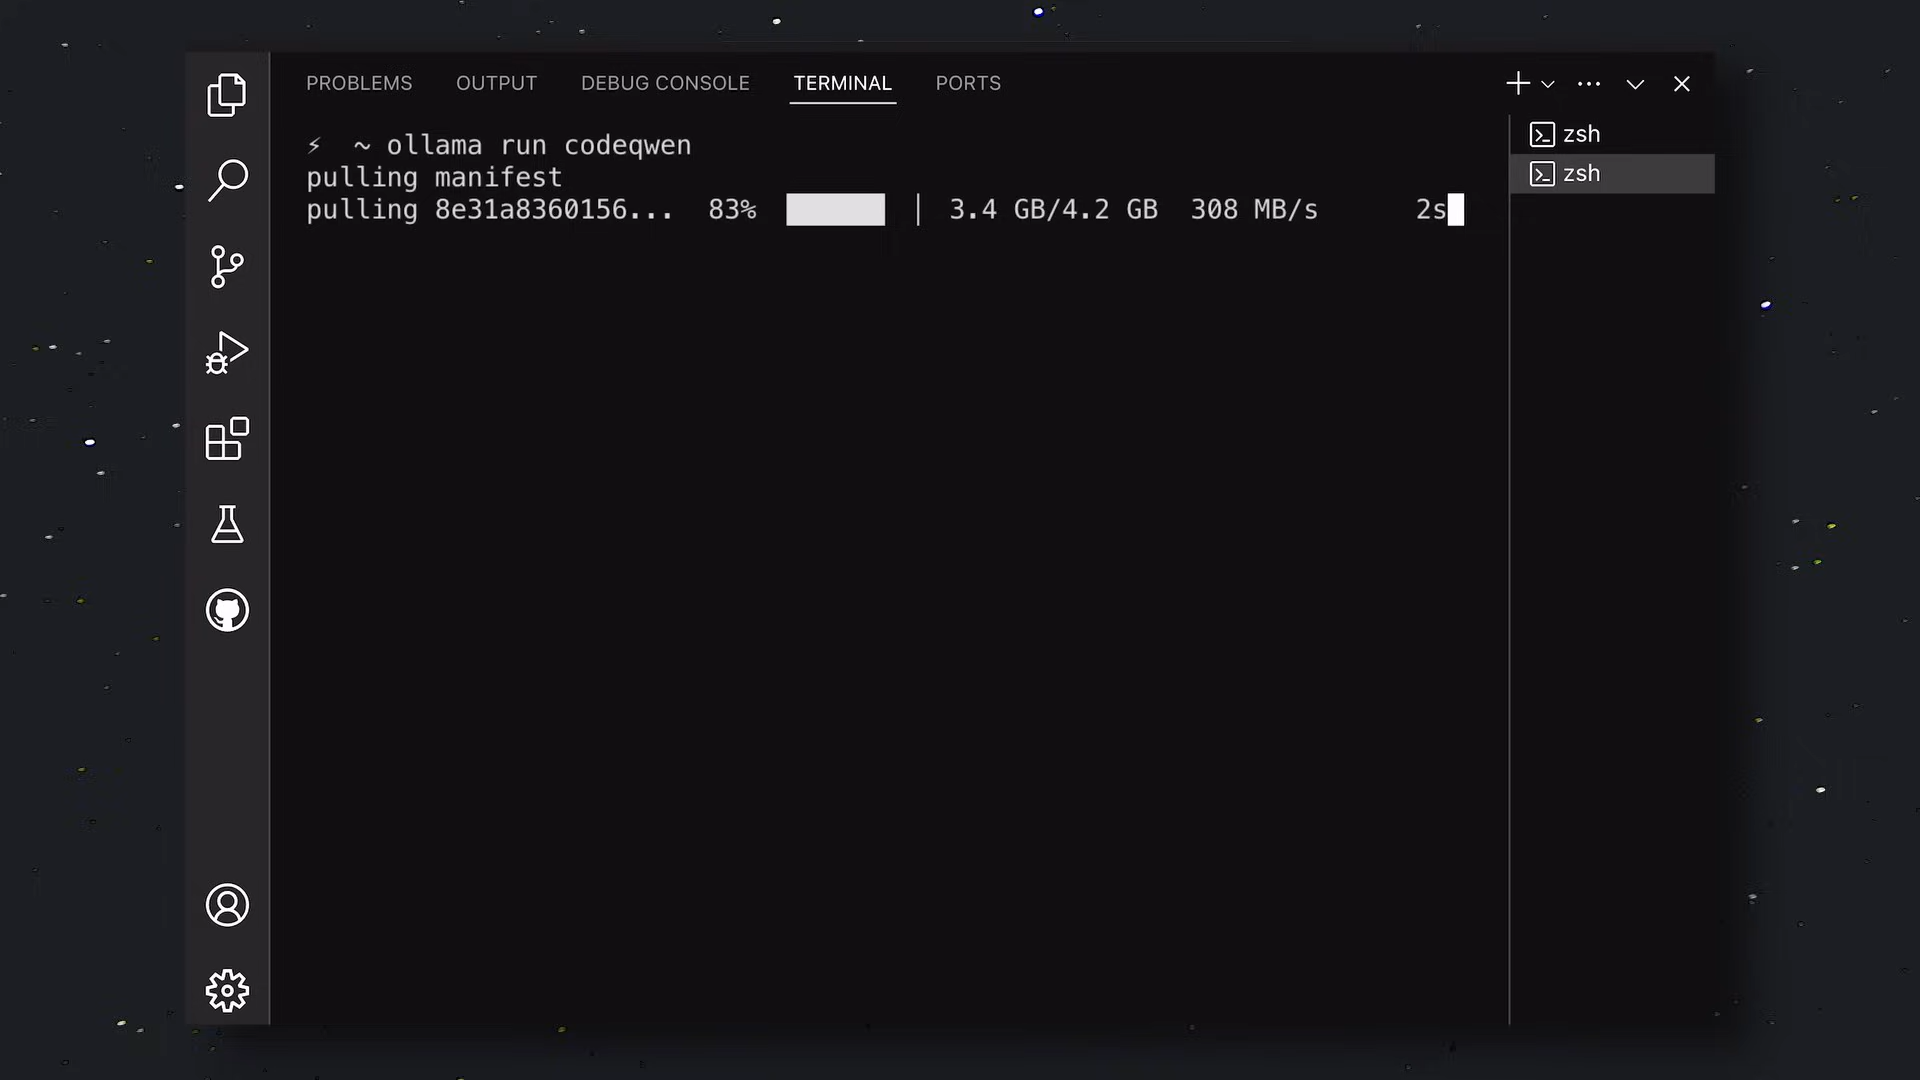 PROBLEMS OUTPUT DEBUG CONSOLE TERMINAL PORTS
⚡ ~ ollama run codeqwen
pulling manifest
pulling 8e31a8360156... 83% | 3.4 GB/4.2 GB 308 MB/s 2s
zsh
zsh